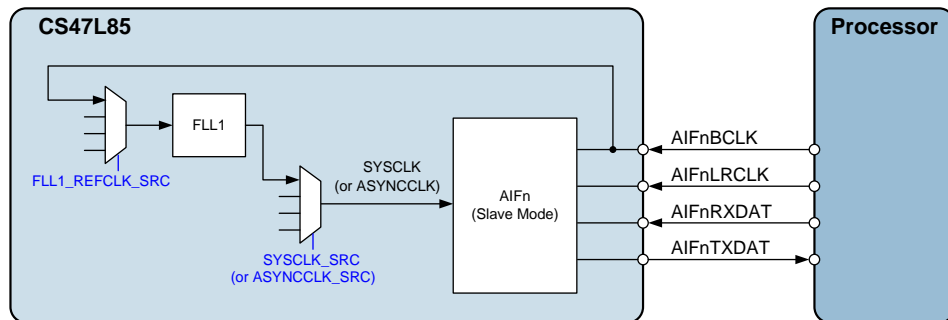 CS47L85
Processor
FLL1
FLL1_REFCLK_SRC
SYSCLK
(or ASYNCCLK)
SYSCLK_SRC
(or ASYNCCLK_SRC)
AIFn
(Slave Mode)
AIFnBCLK
AIFnLRCLK
AIFnRXDAT
AIFnTXDAT